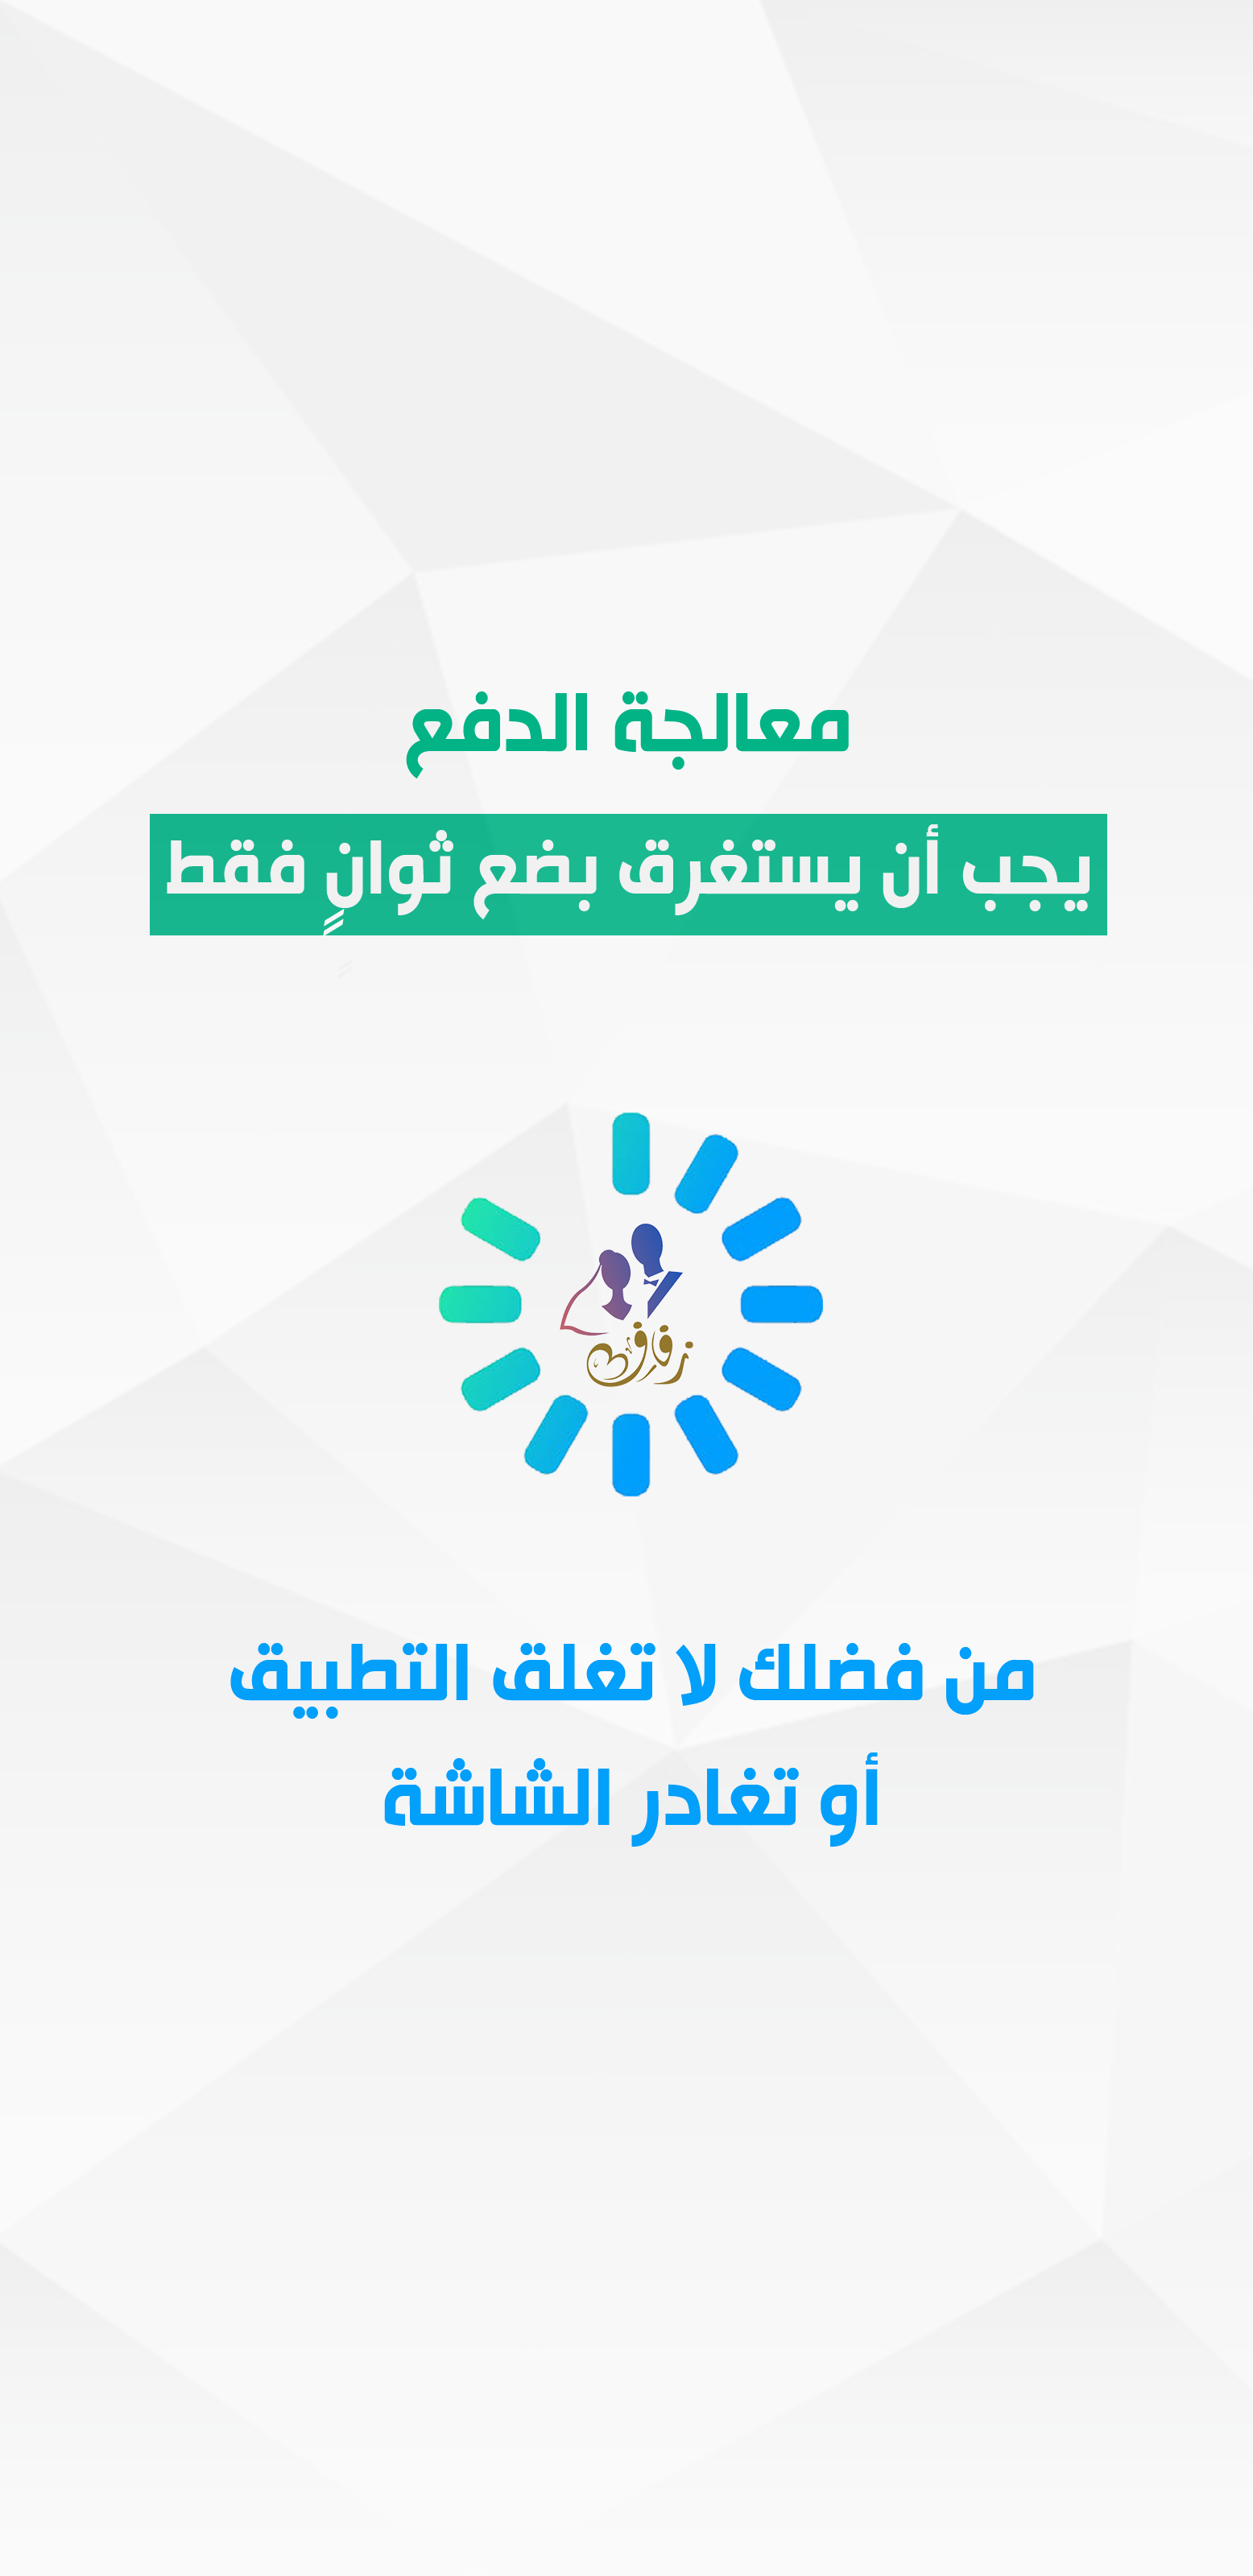 معالجة الدفع
يجب أن يستغرق بضع ثوانٍ فقط
من فضلك لا تغلق التطبيق
أو تغادر الشاشة